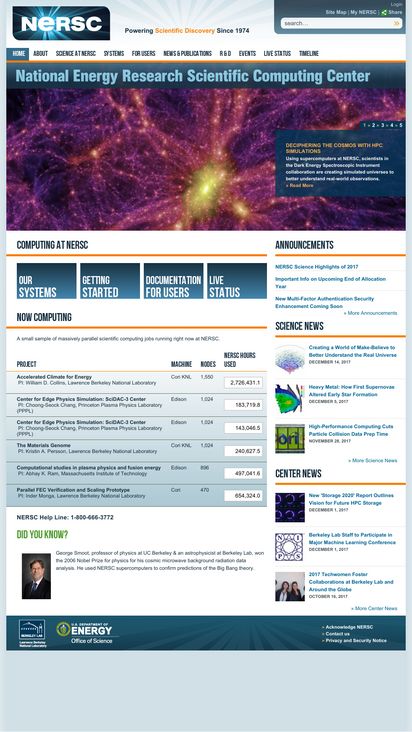 Login
Site Map | My NERSC | Share
NERSC
Powering Scientific Discovery Since 1974
search...
HOME ABOUT SCIENCE AT NERSC SYSTEMS FOR USERS NEWS & PUBLICATIONS R & D EVENTS LIVE STATUS TIMELINE
National Energy Research Scientific Computing Center
1 • 2 • 3 • 4 • 5
DECIPHERING THE COSMOS WITH HPC
SIMULATIONS
Using supercomputers at NERSC, scientists in
the Dark Energy Spectroscopic Instrument
collaboration are creating simulated universes to
better understand real-world observations.
» Read More
COMPUTING AT NERSC
OUR
SYSTEMS
GETTING
STARTED
DOCUMENTATION
FOR USERS
LIVE
STATUS
NOW COMPUTING
A small sample of massively parallel scientific computing jobs running right now at NERSC.
PROJECT MACHINE NODES NERSC HOURS
USED
Accelerated Climate for Energy Cori KNL 1,550
PI: William D. Collins, Lawrence Berkeley National Laboratory 2,726,431.1
Center for Edge Physics Simulation: SciDAC-3 Center Edison 1,024
PI: Choong-Seock Chang, Princeton Plasma Physics Laboratory 183,719.8
(PPPL)
Center for Edge Physics Simulation: SciDAC-3 Center Edison 1,024
PI: Choong-Seock Chang, Princeton Plasma Physics Laboratory 143,046.5
(PPPL)
The Materials Genome Cori KNL 1,024
PI: Kristin A. Persson, Lawrence Berkeley National Laboratory 240,627.5
Computational studies in plasma physics and fusion energy Edison 896
PI: Abhay K. Ram, Massachusetts Institute of Technology 497,041.6
Parallel FEC Verification and Scaling Prototype Cori 470
PI: Inder Monga, Lawrence Berkeley National Laboratory 654,324.0
NERSC Help Line: 1-800-666-3772
DID YOU KNOW?
George Smoot, professor of physics at UC Berkeley & an astrophysicist at Berkeley Lab, won
the 2006 Nobel Prize for physics for his cosmic microwave background radiation data
analysis. He used NERSC supercomputers to confirm predictions of the Big Bang theory.
ANNOUNCEMENTS
NERSC Science Highlights of 2017
Important Info on Upcoming End of Allocation
Year
New Multi-Factor Authentication Security
Enhancement Coming Soon
» More Announcements
SCIENCE NEWS
Creating a World of Make-Believe to
Better Understand the Real Universe
DECEMBER 14, 2017
Heavy Metal: How First Supernovas
Altered Early Star Formation
DECEMBER 5, 2017
High-Performance Computing Cuts
Particle Collision Data Prep Time
NOVEMBER 28, 2017
» More Science News
CENTER NEWS
New 'Storage 2020' Report Outlines
Vision for Future HPC Storage
DECEMBER 1, 2017
Berkeley Lab Staff to Participate in
Major Machine Learning Conference
DECEMBER 1, 2017
2017 Techwomen Foster
Collaborations at Berkeley Lab and
Around the Globe
OCTOBER 16, 2017
» More Center News
BERKELEY LAB
Lawrence Berkeley
National Laboratory
U.S. DEPARTMENT OF
ENERGY
Office of Science
» Acknowledge NERSC
» Contact us
» Privacy and Security Notice